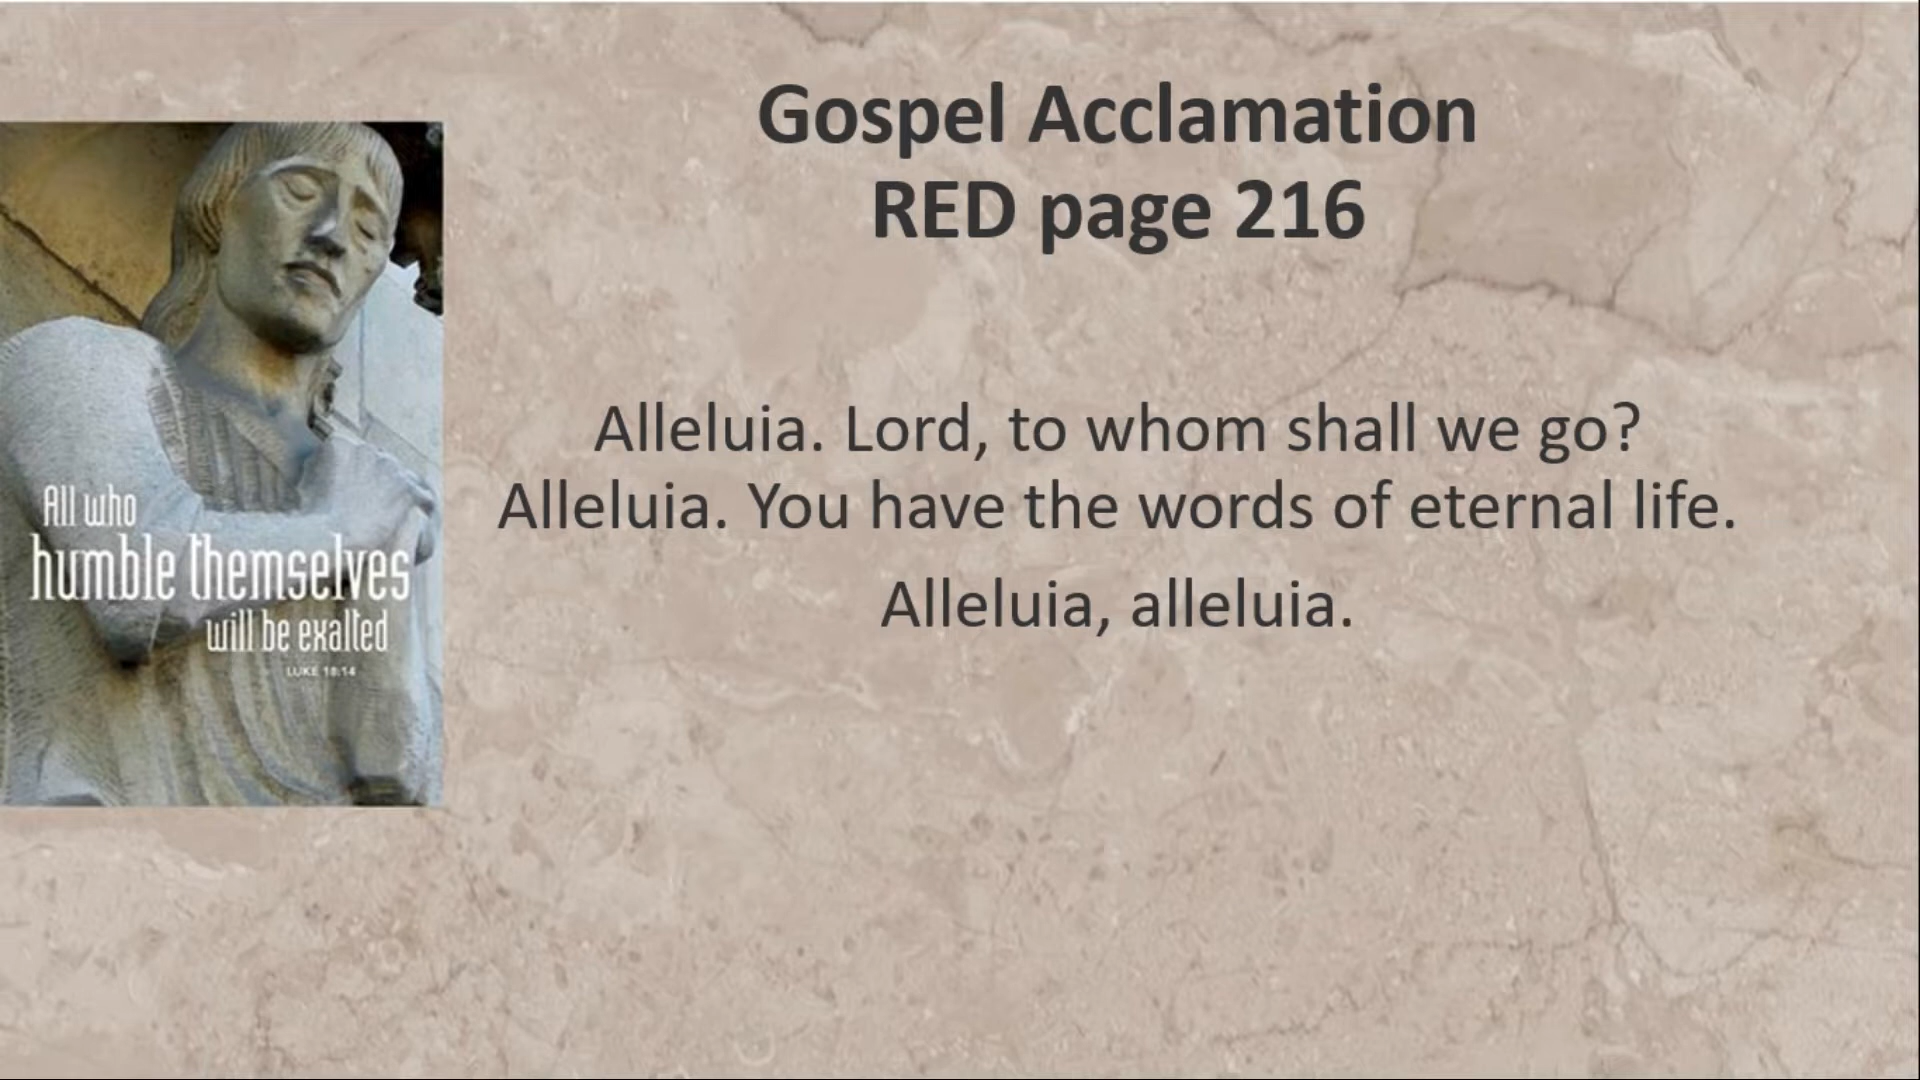 Gospel Acclamation
RED page 216
Alleluia. Lord, to whom shall we go?
Alleluia. You have the words of eternal life.
Alleluia, alleluia.
All who
humble themselves
will be exalted
LUKE 18:14